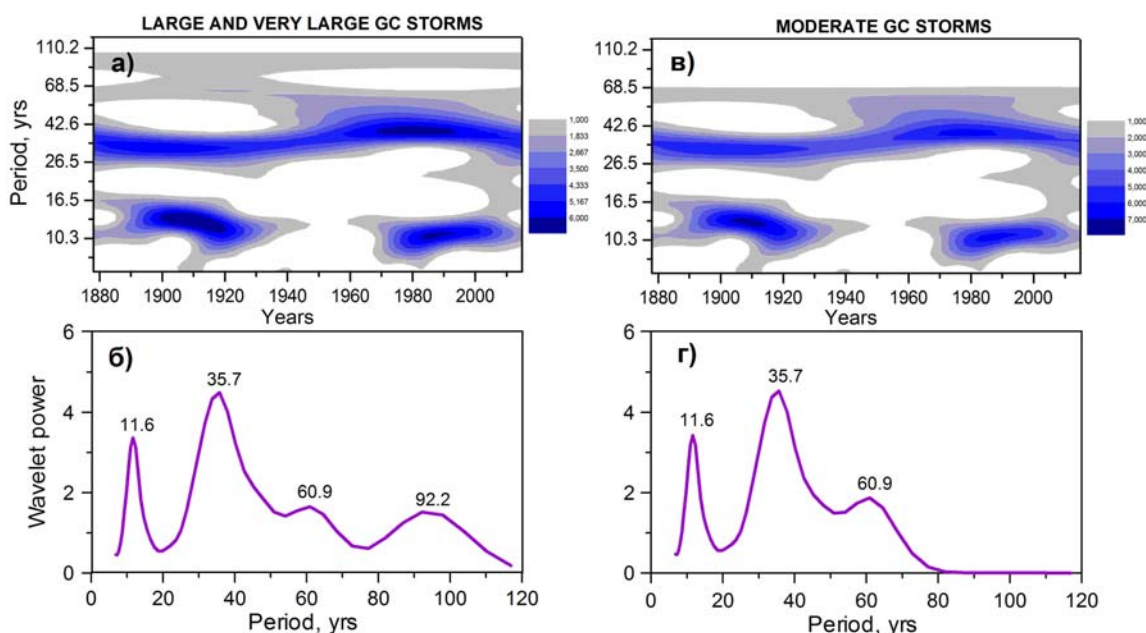 LARGE AND VERY LARGE GC STORMS
а)
Period, yrs
110.2
68.5
42.6
26.5
16.5
10.3
1880 1900 1920 1940 1960 1980 2000
Years
1,000
1,833
2,667
3,500
4,333
5,167
6,000
MODERATE GC STORMS
в)
110.2
68.5
42.6
26.5
16.5
10.3
1880 1900 1920 1940 1960 1980 2000
Years
1,000
2,000
3,000
4,000
5,000
6,000
7,000
б)
Wavelet power
6
4
2
0
11.6
35.7
60.9
92.2
0 20 40 60 80 100 120
Period, yrs
г)
6
4
2
0
11.6
35.7
60.9
0 20 40 60 80 100 120
Period, yrs